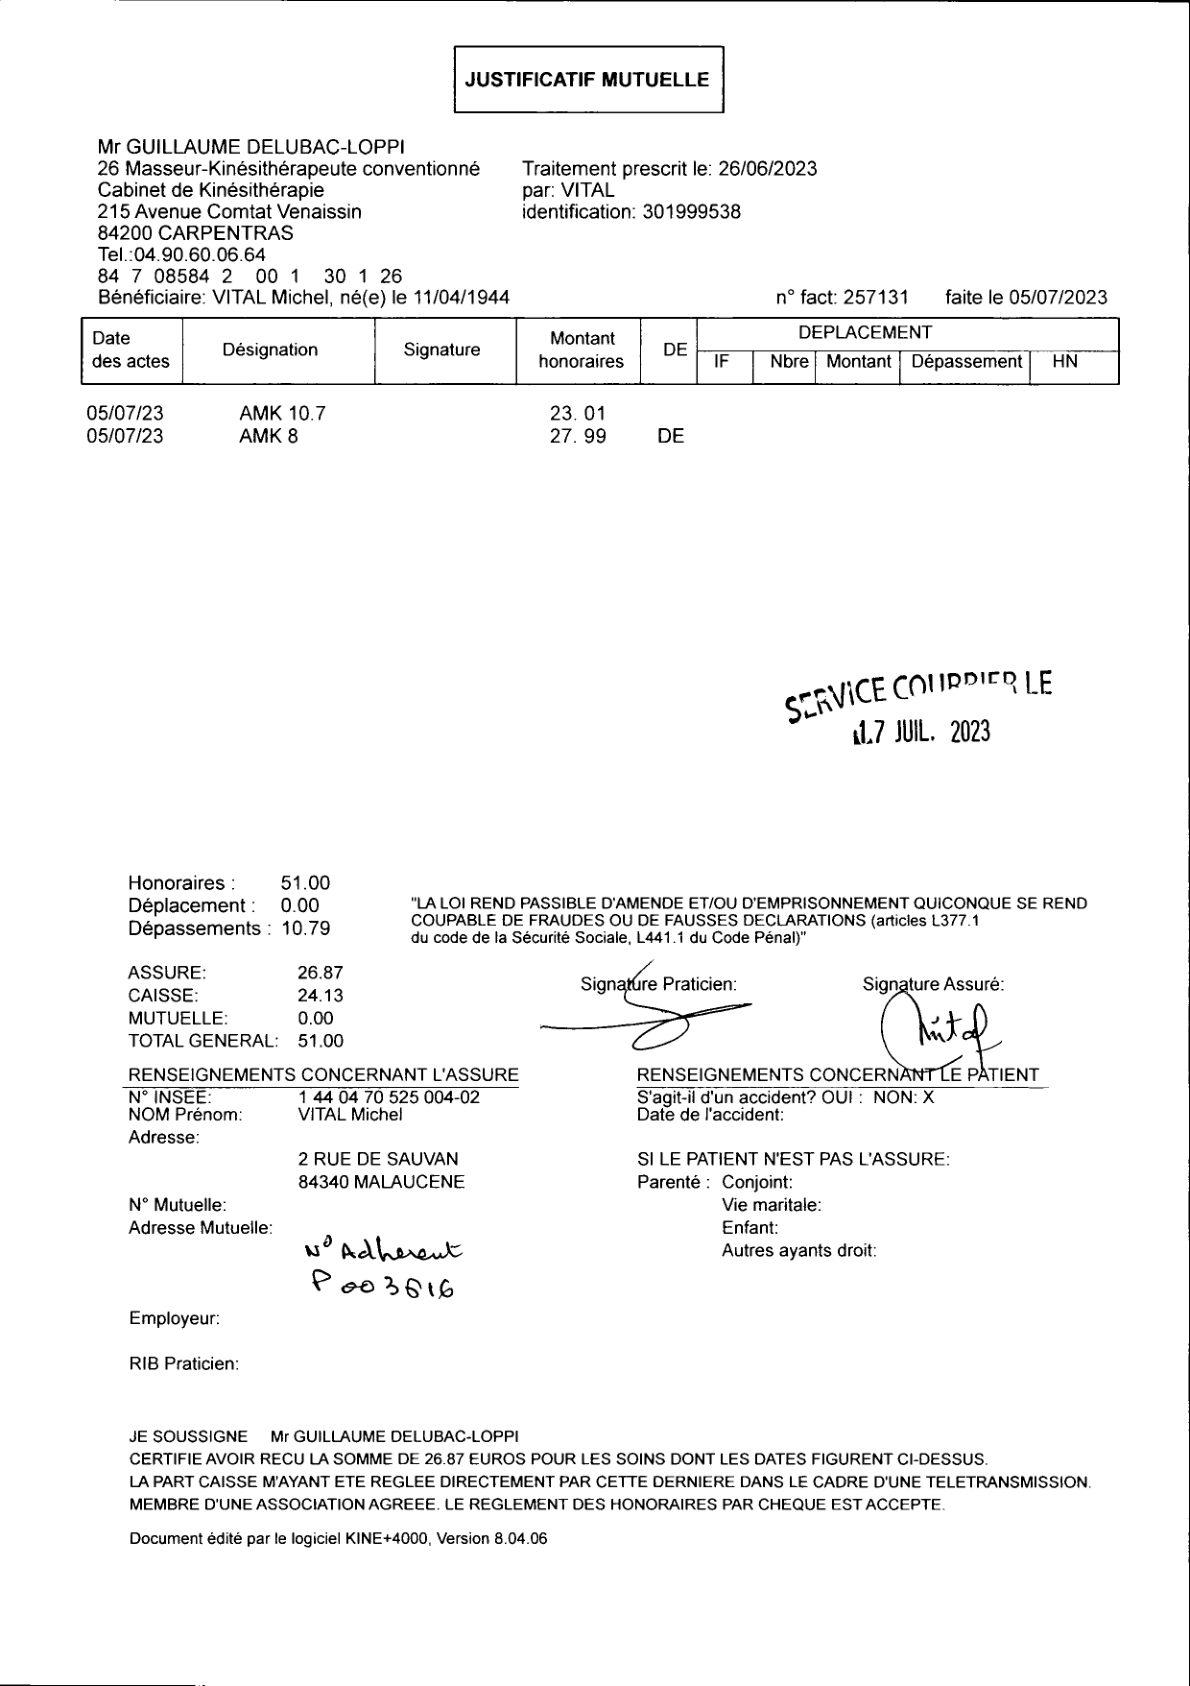 JUSTIFICATIF MUTUELLE
Mr GUILLAUME DELUBAC-LOPPI
26 Masseur-Kinésithérapeute conventionné
Cabinet de Kinésithérapie
215 Avenue Comtat Venaissin
84200 CARPENTRAS
Tel.:04.90.60.06.64
84 7 08584 2 00 1 30 1 26
Bénéficiaire: VITAL Michel, né(e) le 11/04/1944
Traitement prescrit le: 26/06/2023
par: VITAL
identification: 301999538
n° fact: 257131 faite le 05/07/2023
Date des actes Désignation Signature Montant honoraires DE DEPLACEMENT
IF Nbre Montant Dépassement HN
05/07/23 AMK 10.7 23. 01
05/07/23 AMK 8 27. 99 DE
SERVICE COURRIER LE
17 JUIL. 2023
Honoraires : 51.00
Déplacement : 0.00
Dépassements : 10.79
"LA LOI REND PASSIBLE D'AMENDE ET/OU D'EMPRISONNEMENT QUICONQUE SE REND
COUPABLE DE FRAUDES OU DE FAUSSES DECLARATIONS (articles L377.1
du code de la Sécurité Sociale, L441.1 du Code Pénal)"
ASSURE: 26.87
CAISSE: 24.13
MUTUELLE: 0.00
TOTAL GENERAL: 51.00
Signature Praticien:
Signature Assuré:
Vital
RENSEIGNEMENTS CONCERNANT L'ASSURE
N° INSEE: 1 44 04 70 525 004-02
NOM Prénom: VITAL Michel
Adresse:
2 RUE DE SAUVAN
84340 MALAUCENE
N° Mutuelle:
Adresse Mutuelle:
N° Adherent
P003616
Employeur:
RIB Praticien:
RENSEIGNEMENTS CONCERNANT LE PATIENT
S'agit-il d'un accident? OUI : NON: X
Date de l'accident:
SI LE PATIENT N'EST PAS L'ASSURE:
Parenté : Conjoint:
Vie maritale:
Enfant:
Autres ayants droit:
JE SOUSSIGNE Mr GUILLAUME DELUBAC-LOPPI
CERTIFIE AVOIR RECU LA SOMME DE 26.87 EUROS POUR LES SOINS DONT LES DATES FIGURENT CI-DESSUS.
LA PART CAISSE M'AYANT ETE REGLEE DIRECTEMENT PAR CETTE DERNIERE DANS LE CADRE D'UNE TELETRANSMISSION.
MEMBRE D'UNE ASSOCIATION AGREEE. LE REGLEMENT DES HONORAIRES PAR CHEQUE EST ACCEPTE.
Document édité par le logiciel KINE+4000, Version 8.04.06